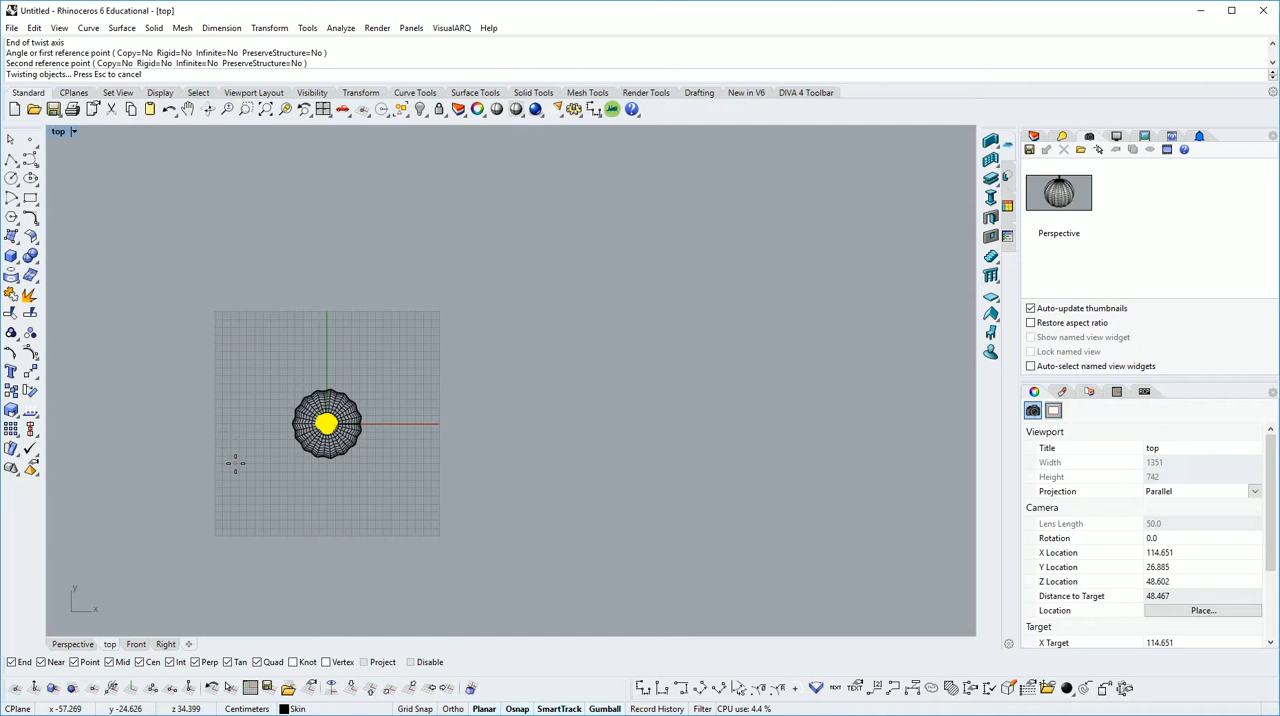 Untitled - Rhinoceros 6 Educational - [top]
File Edit View Curve Surface Solid Mesh Dimension Transform Tools Analyze Render Panels VisualARQ Help
End of twist axis
Angle or first reference point ( Copy=No Rigid=No Infinite=No PreserveStructure=No )
Second reference point ( Copy=No Rigid=No Infinite=No PreserveStructure=No )
Twisting objects... Press Esc to cancel
Standard CPlanes Set View Display Select Viewport Layout Visibility Transform Curve Tools Surface Tools Solid Tools Mesh Tools Render Tools Drafting New in V6 DIVA 4 Toolbar
top
Perspective
Auto-update thumbnails
Restore aspect ratio
Show named view widget
Lock named view
Auto-select named view widgets
Viewport
Title top
Width 1351
Height 742
Projection Parallel
Camera
Lens Length 50.0
Rotation 0.0
X Location 114.651
Y Location 26.885
Z Location 48.602
Distance to Target 48.467
Location Place...
Target
X Target 114.651
y
x
Perspective top Front Right
End Near Point Mid Cen Int Perp Tan Quad Knot Vertex Project Disable
CPlane x -57.269 y -24.626 z 34.399 Centimeters Skin Grid Snap Ortho Planar Osnap SmartTrack Gumball Record History Filter CPU use: 4.4 %